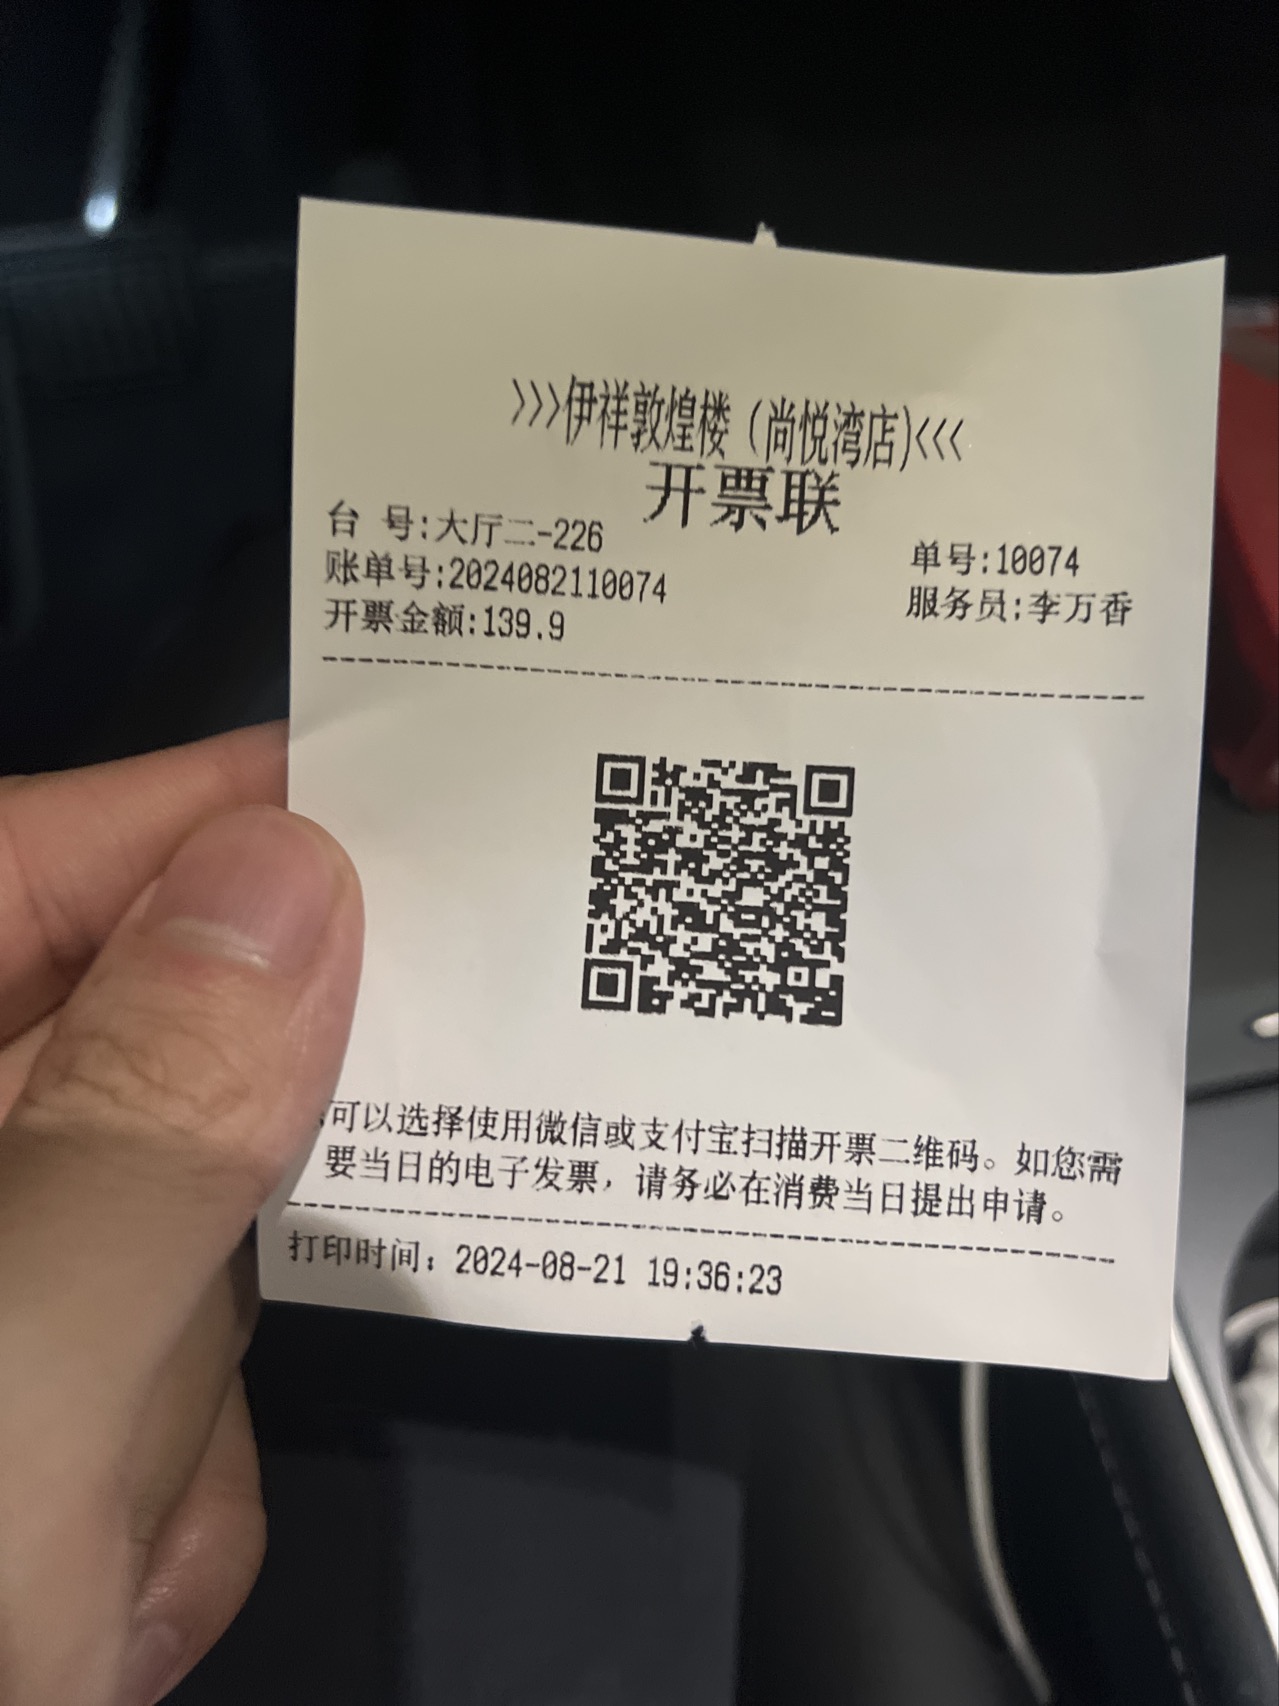 >>>伊祥敦煌楼（尚悦湾店)<<<
开票联
台 号:大厅二-226
单号:10074
账单号:2024082110074
服务员:李万香
开票金额:139.9
可以选择使用微信或支付宝扫描开票二维码。如您需
要当日的电子发票，请务必在消费当日提出申请。
打印时间：2024-08-21 19:36:23